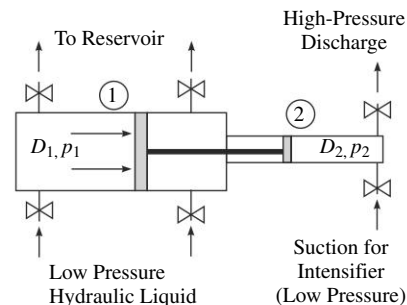 To Reservoir
High-Pressure
Discharge
1
2
D1, p1
D2, p2
Low Pressure
Hydraulic Liquid
Suction for
Intensifier
(Low Pressure)